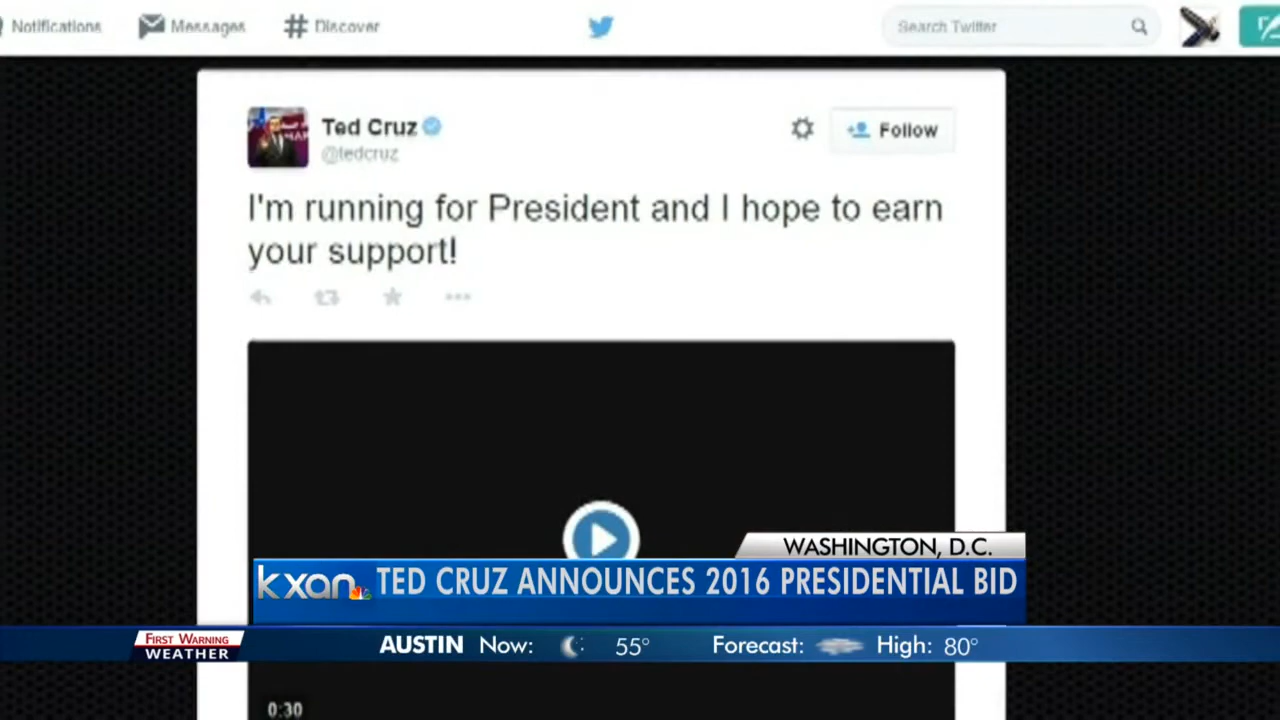 Notifications Messages # Discover Search Twitter
Ted Cruz
@tedcruz
Follow
I'm running for President and I hope to earn
your support!
WASHINGTON, D.C.
kxan TED CRUZ ANNOUNCES 2016 PRESIDENTIAL BID
FIRST WARNING
WEATHER
AUSTIN Now: 55° Forecast: High: 80°
0:30